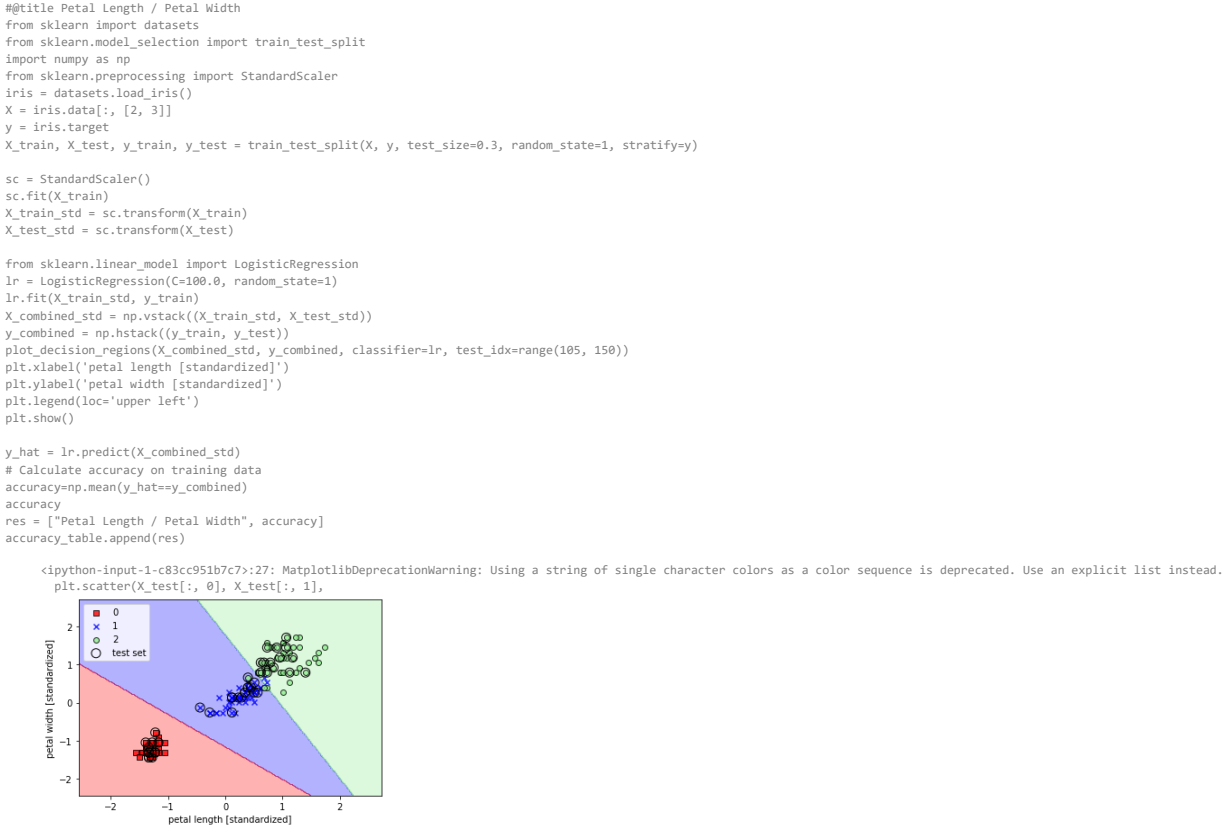 #@title Petal Length / Petal Width
from sklearn import datasets
from sklearn.model_selection import train_test_split
import numpy as np
from sklearn.preprocessing import StandardScaler
iris = datasets.load_iris()
X = iris.data[:, [2, 3]]
y = iris.target
X_train, X_test, y_train, y_test = train_test_split(X, y, test_size=0.3, random_state=1, stratify=y)
sc = StandardScaler()
sc.fit(X_train)
X_train_std = sc.transform(X_train)
X_test_std = sc.transform(X_test)
from sklearn.linear_model import LogisticRegression
lr = LogisticRegression(C=100.0, random_state=1)
lr.fit(X_train_std, y_train)
X_combined_std = np.vstack((X_train_std, X_test_std))
y_combined = np.hstack((y_train, y_test))
plot_decision_regions(X_combined_std, y_combined, classifier=lr, test_idx=range(105, 150))
plt.xlabel('petal length [standardized]')
plt.ylabel('petal width [standardized]')
plt.legend(loc='upper left')
plt.show()
y_hat = lr.predict(X_combined_std)
# Calculate accuracy on training data
accuracy=np.mean(y_hat==y_combined)
accuracy
res = ["Petal Length / Petal Width", accuracy]
accuracy_table.append(res)
<ipython-input-1-c83cc951b7c7>:27: MatplotlibDeprecationWarning: Using a string of single character colors as a color sequence is deprecated. Use an explicit list instead.
plt.scatter(X_test[:, 0], X_test[:, 1],
0
1
2
test set
2
1
0
−1
−2
petal width [standardized]
−2 −1 0 1 2
petal length [standardized]